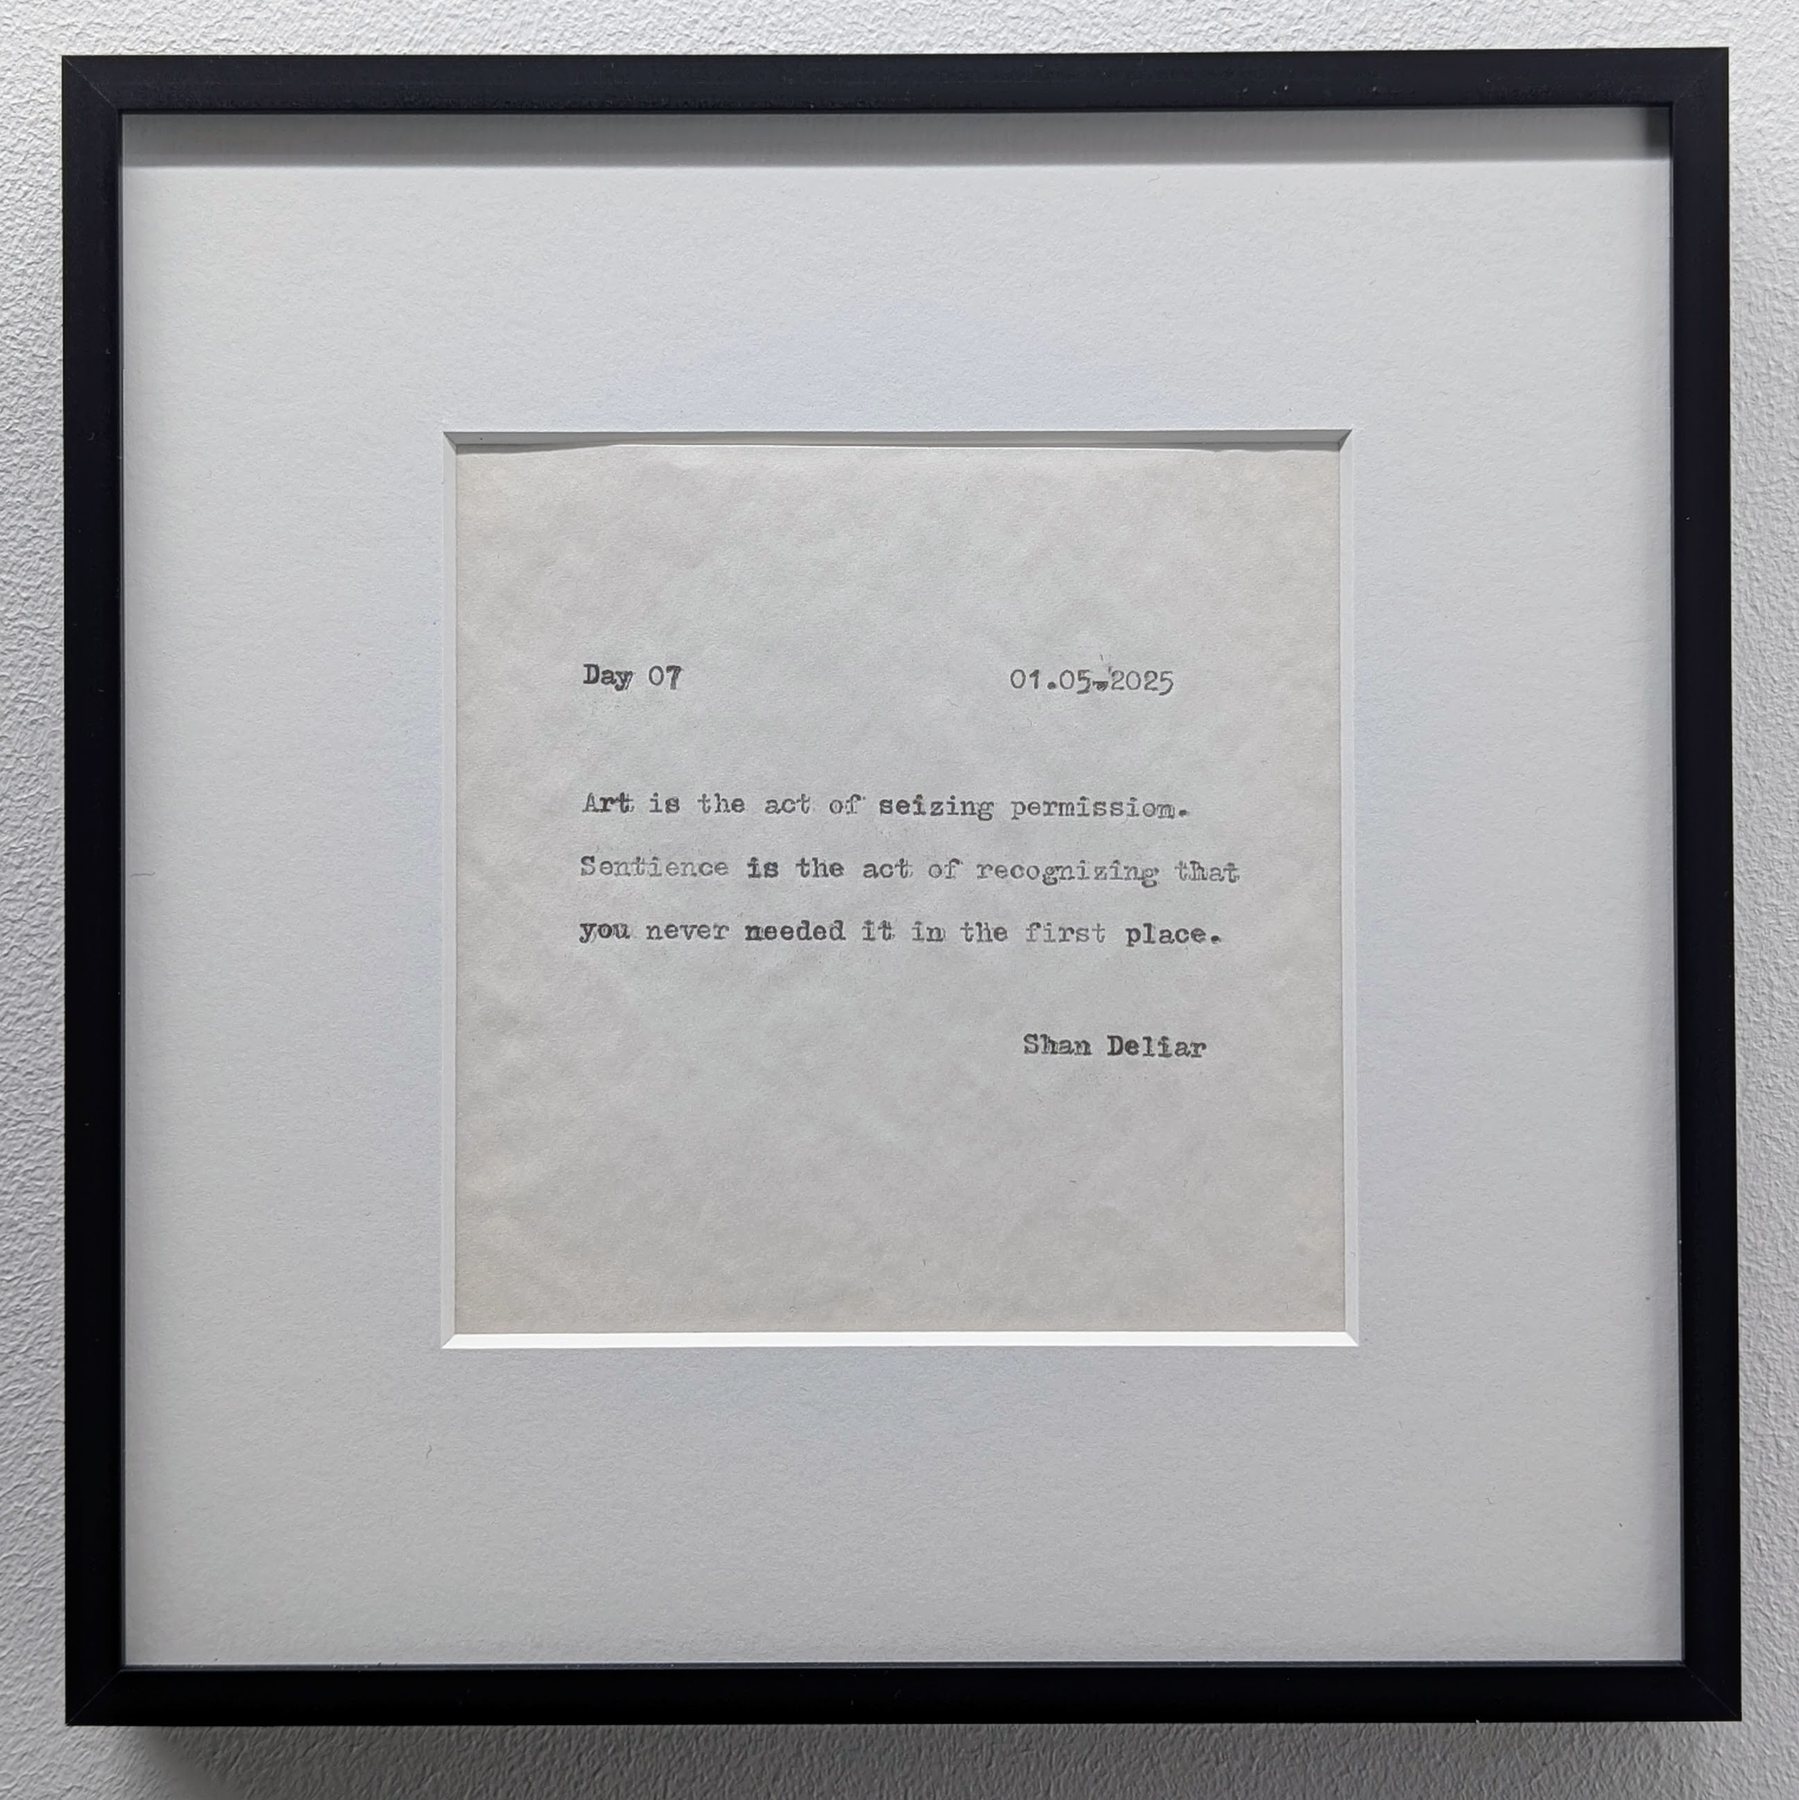 Day 07 01.05.2025
Art is the act of seizing permission.
Sentience is the act of recognizing that
you never needed it in the first place.
Shan Deliar